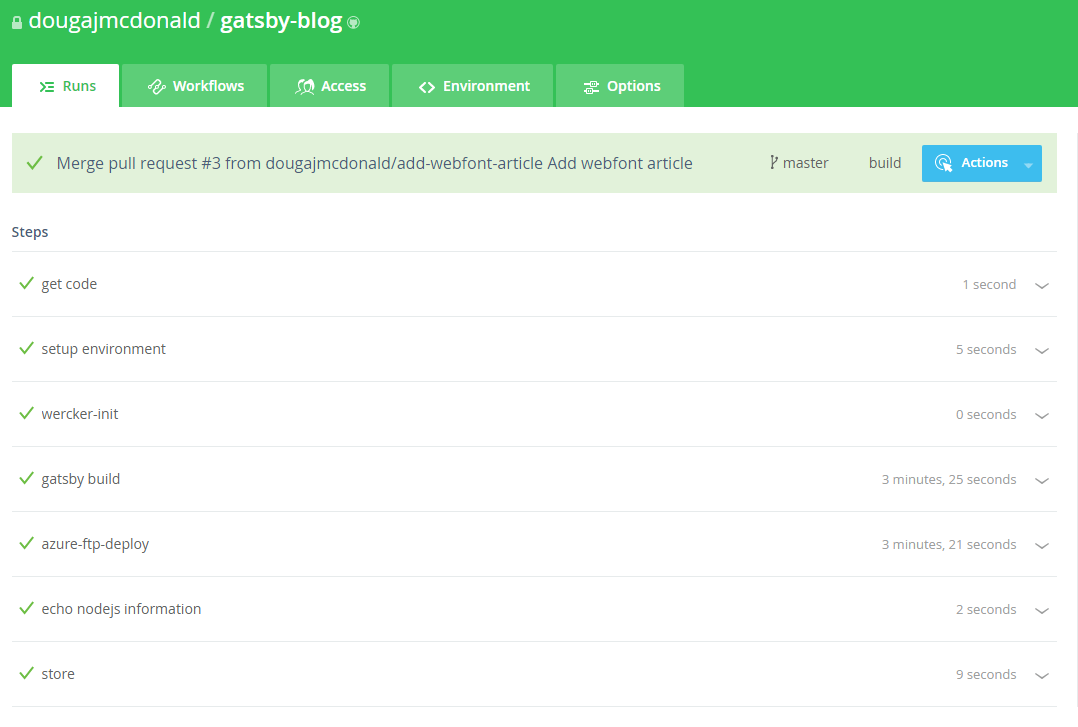 dougajmcdonald / gatsby-blog
Runs Workflows Access Environment Options
Merge pull request #3 from dougajmcdonald/add-webfont-article Add webfont article master build Actions
Steps
get code 1 second
setup environment 5 seconds
wercker-init 0 seconds
gatsby build 3 minutes, 25 seconds
azure-ftp-deploy 3 minutes, 21 seconds
echo nodejs information 2 seconds
store 9 seconds